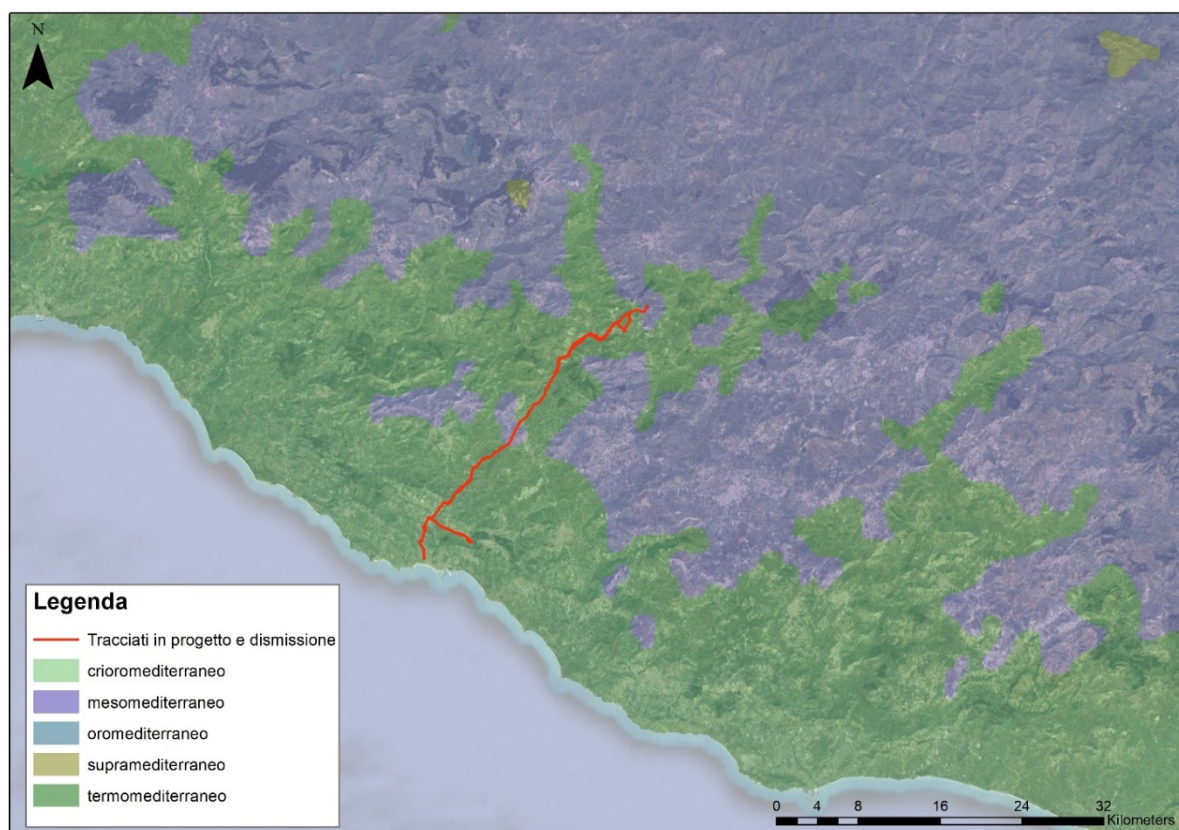 N
Legenda
Tracciati in progetto e dismissione
crioromediterraneo
mesomediterraneo
oromediterraneo
supramediterraneo
termomediterraneo
0 4 8 16 24 32
Kilometers